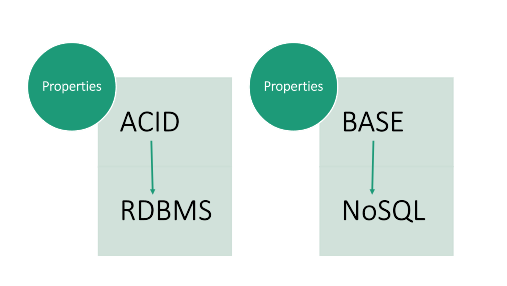 Properties
ACID
RDBMS
Properties
BASE
NoSQL